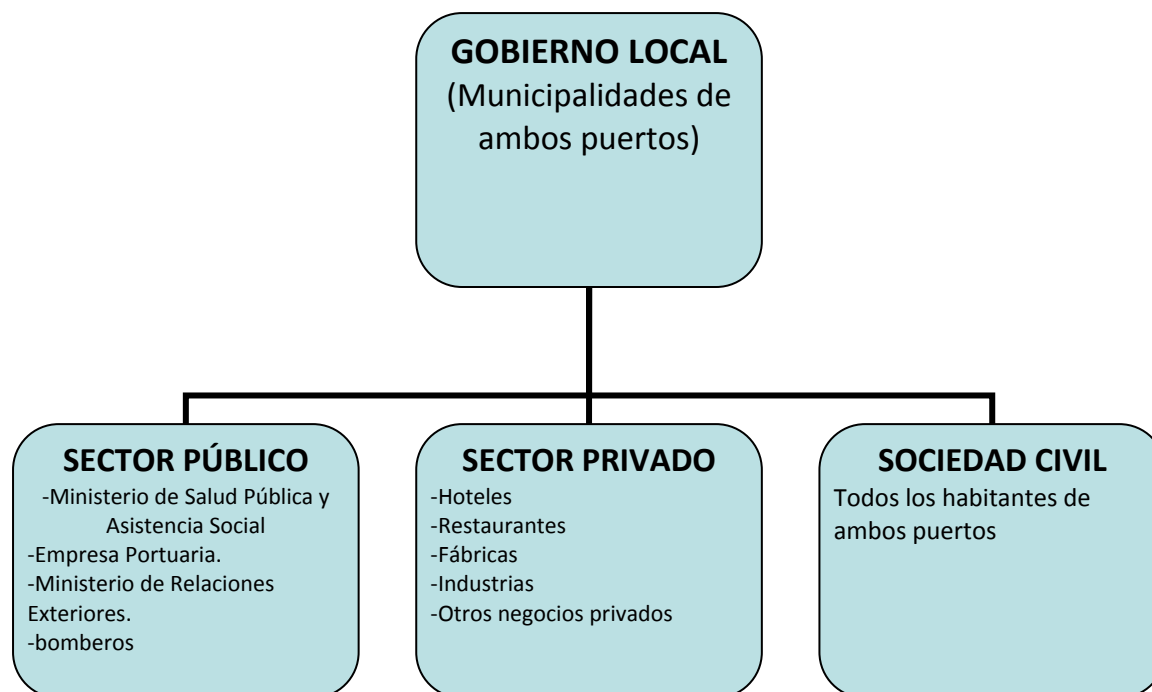 GOBIERNO LOCAL
(Municipalidades de
ambos puertos)
SECTOR PÚBLICO
-Ministerio de Salud Pública y
Asistencia Social
-Empresa Portuaria.
-Ministerio de Relaciones
Exteriores.
-bomberos
SECTOR PRIVADO
-Hoteles
-Restaurantes
-Fábricas
-Industrias
-Otros negocios privados
SOCIEDAD CIVIL
Todos los habitantes de
ambos puertos